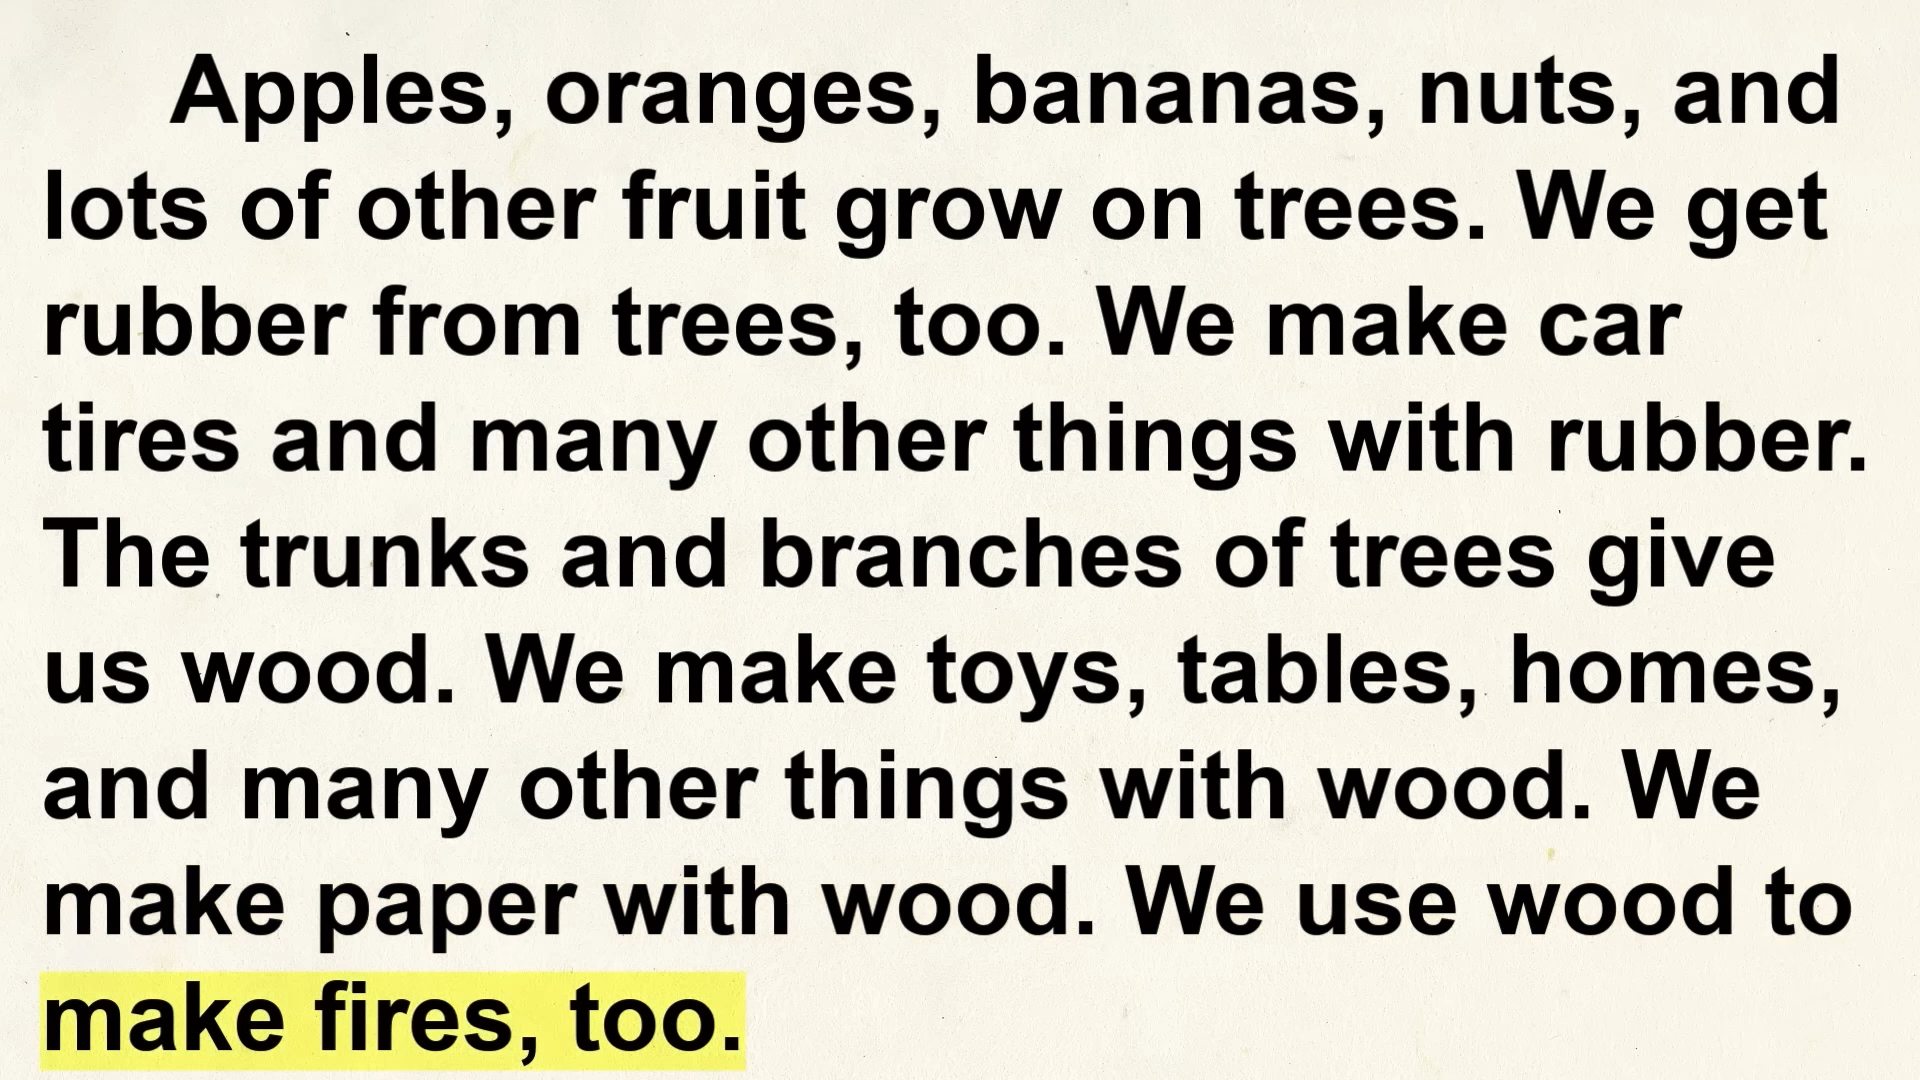 Apples, oranges, bananas, nuts, and
lots of other fruit grow on trees. We get
rubber from trees, too. We make car
tires and many other things with rubber.
The trunks and branches of trees give
us wood. We make toys, tables, homes,
and many other things with wood. We
make paper with wood. We use wood to
make fires, too.